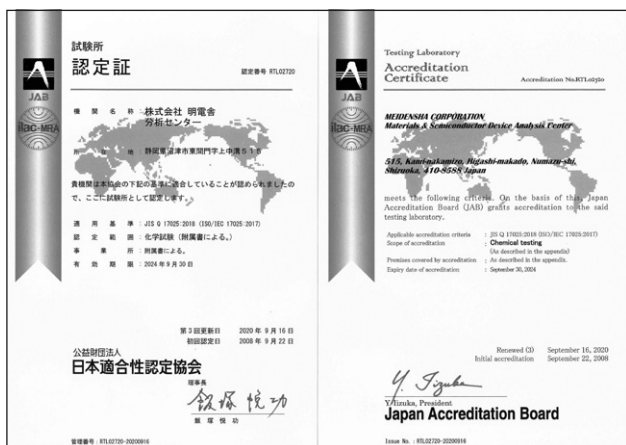 試験所
認定証
認定番号 RTL02720
JAB
ilac-MRA
機関名称：株式会社 明電舎
分析センター
所在地：静岡県沼津市東間門字上中溝515
貴機関は本協会の下記の基準に適合していることが認められましたの
で、ここに試験所として認定します。
適用基準：JIS Q 17025:2018 (ISO/IEC 17025:2017)
認定範囲：化学試験（附属書による。）
事業所：附属書による。
有効期限：2024年9月30日
第3回更新日 2020年9月16日
初回認定日 2008年9月22日
公益財団法人
日本適合性認定協会
理事長
飯塚悦功
飯塚 悦功
管理番号：RTL02720-20200916
Testing Laboratory
Accreditation
Certificate
Accreditation No.RTL02720
JAB
ilac-MRA
MEIDENSHA CORPORATION
Materials & Semiconductor Device Analysis Center
515, Kami-nakamizo, Higashi-makado, Numazu-shi,
Shizuoka, 410-8588 Japan
meets the following criteria. On the basis of this, Japan
Accreditation Board (JAB) grants accreditation to the said
testing laboratory.
Applicable accreditation criteria : JIS Q 17025:2018 (ISO/IEC 17025:2017)
Scope of accreditation : Chemical testing
(As described in the appendix)
Premises covered by accreditation : As described in the appendix.
Expiry date of accreditation : September 30, 2024
Renewed (3) September 16, 2020
Initial accreditation September 22, 2008
Y. Iizuka
Y. Iizuka, President
Japan Accreditation Board
Issue No. : RTL02720-20200916